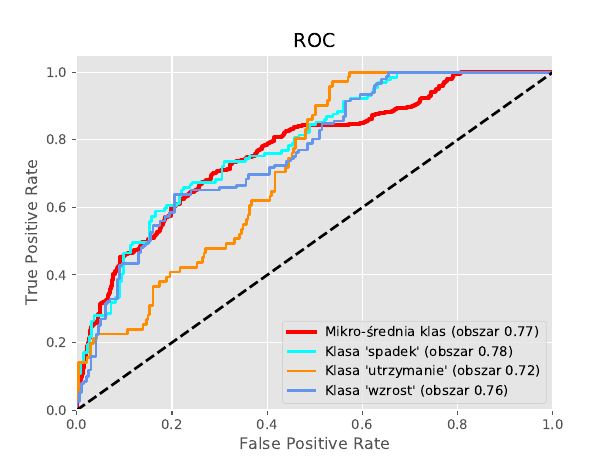 ROC
True Positive Rate
1.0
0.8
0.6
0.4
0.2
0.0
Mikro-średnia klas (obszar 0.77)
Klasa 'spadek' (obszar 0.78)
Klasa 'utrzymanie' (obszar 0.72)
Klasa 'wzrost' (obszar 0.76)
0.0 0.2 0.4 0.6 0.8 1.0
False Positive Rate